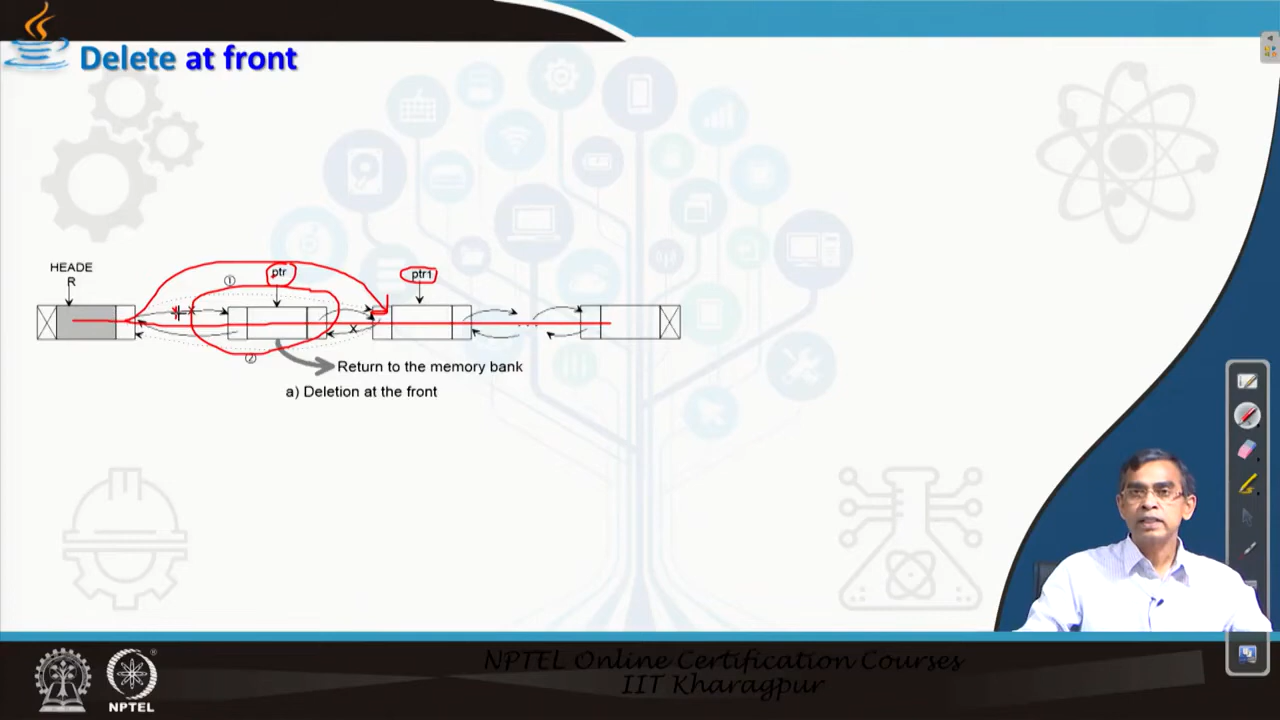 Delete at front
HEADE
R
①
ptr
ptr1
x
x
②
Return to the memory bank
a) Deletion at the front
NPTEL Online Certification Courses
IIT Kharagpur
NPTEL